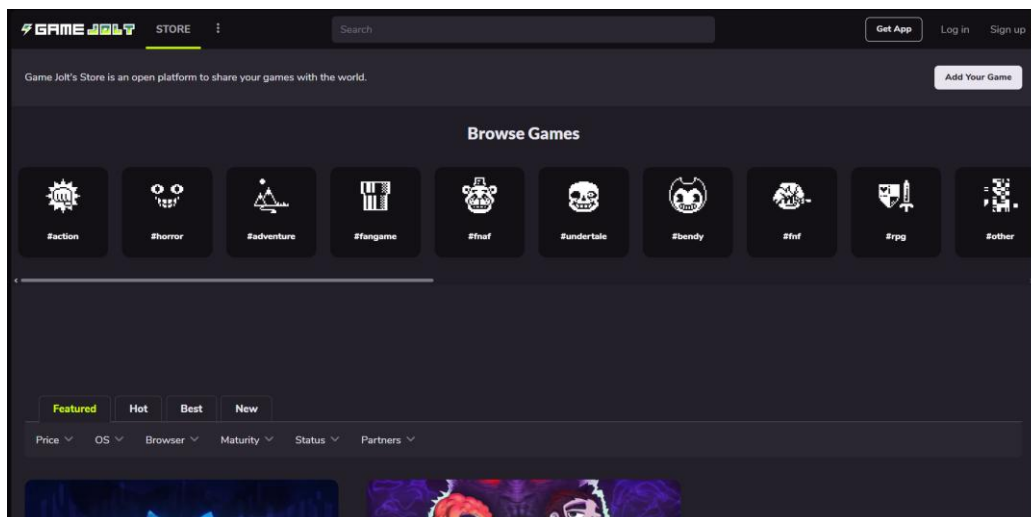 GAME JOLT STORE Search Get App Log in Sign up
Game Jolt's Store is an open platform to share your games with the world. Add Your Game
Browse Games
#action #horror #adventure #fangame #fnaf #undertale #bendy #fnf #rpg #other
Featured Hot Best New
Price OS Browser Maturity Status Partners